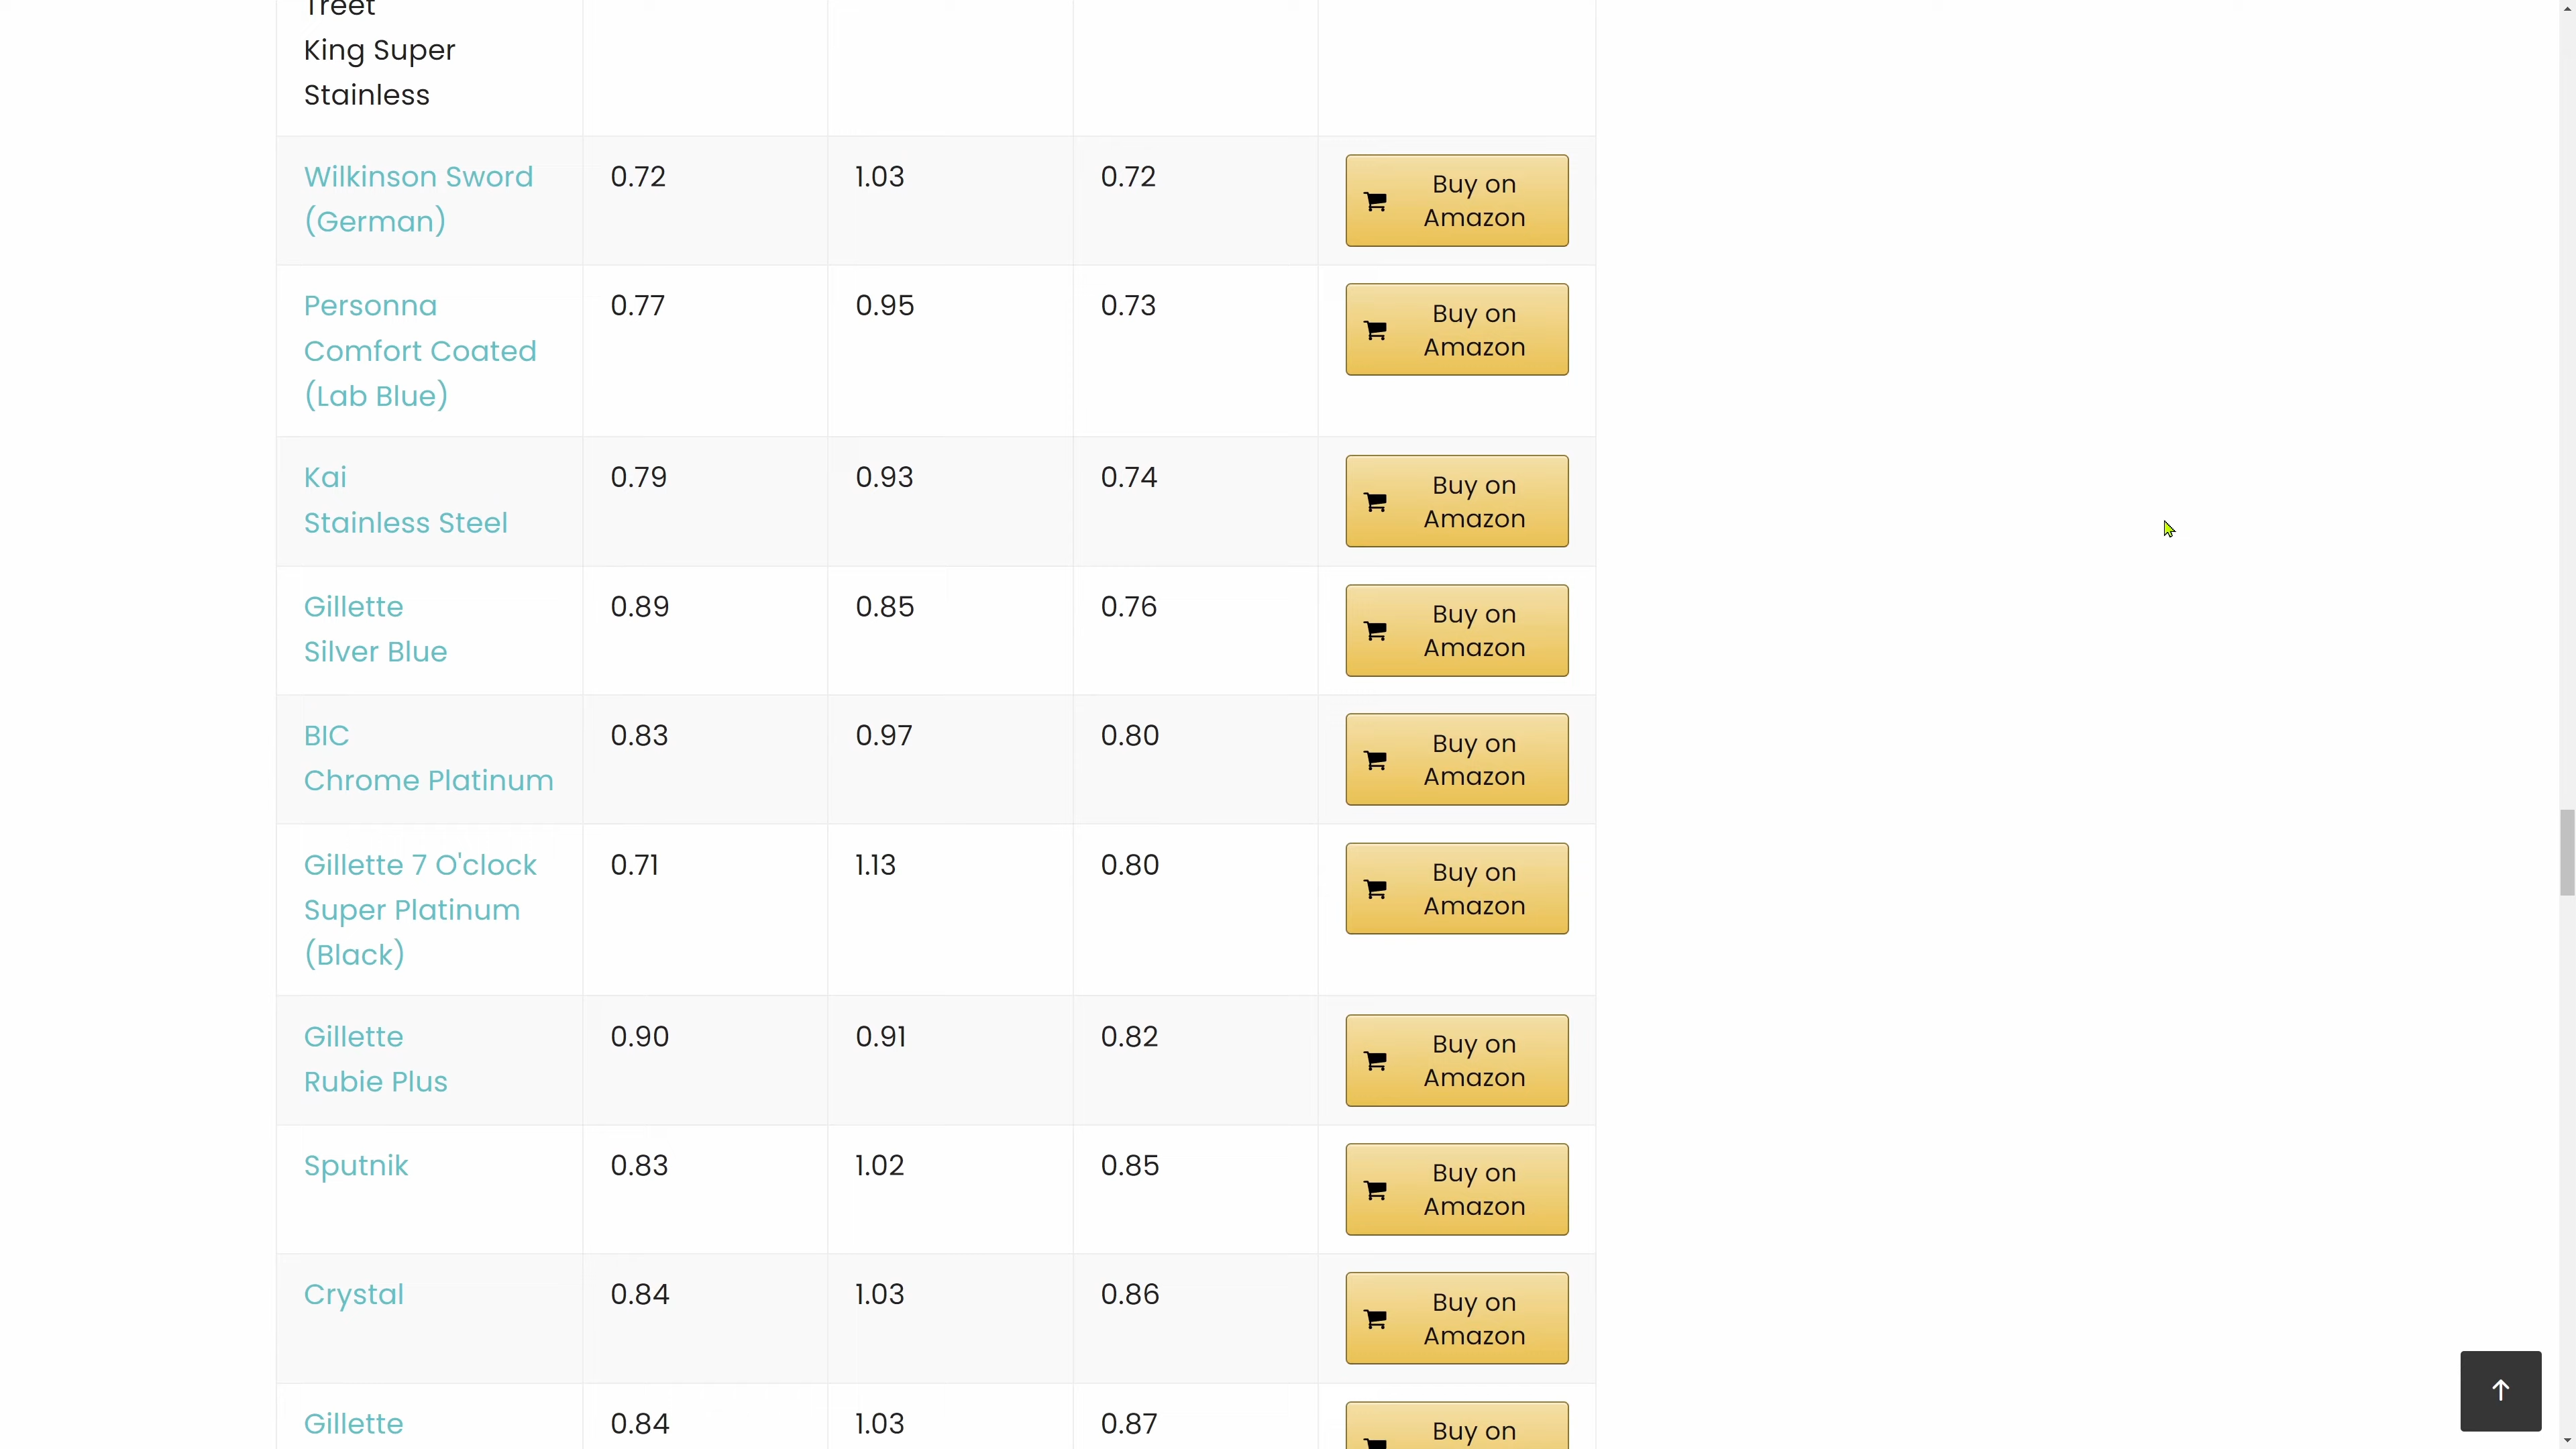 Treet
King Super
Stainless
Wilkinson Sword
(German)
0.72
1.03
0.72
Buy on
Amazon
Personna
Comfort Coated
(Lab Blue)
0.77
0.95
0.73
Buy on
Amazon
Kai
Stainless Steel
0.79
0.93
0.74
Buy on
Amazon
Gillette
Silver Blue
0.89
0.85
0.76
Buy on
Amazon
BIC
Chrome Platinum
0.83
0.97
0.80
Buy on
Amazon
Gillette 7 O'clock
Super Platinum
(Black)
0.71
1.13
0.80
Buy on
Amazon
Gillette
Rubie Plus
0.90
0.91
0.82
Buy on
Amazon
Sputnik
0.83
1.02
0.85
Buy on
Amazon
Crystal
0.84
1.03
0.86
Buy on
Amazon
Gillette
0.84
1.03
0.87
Buy on